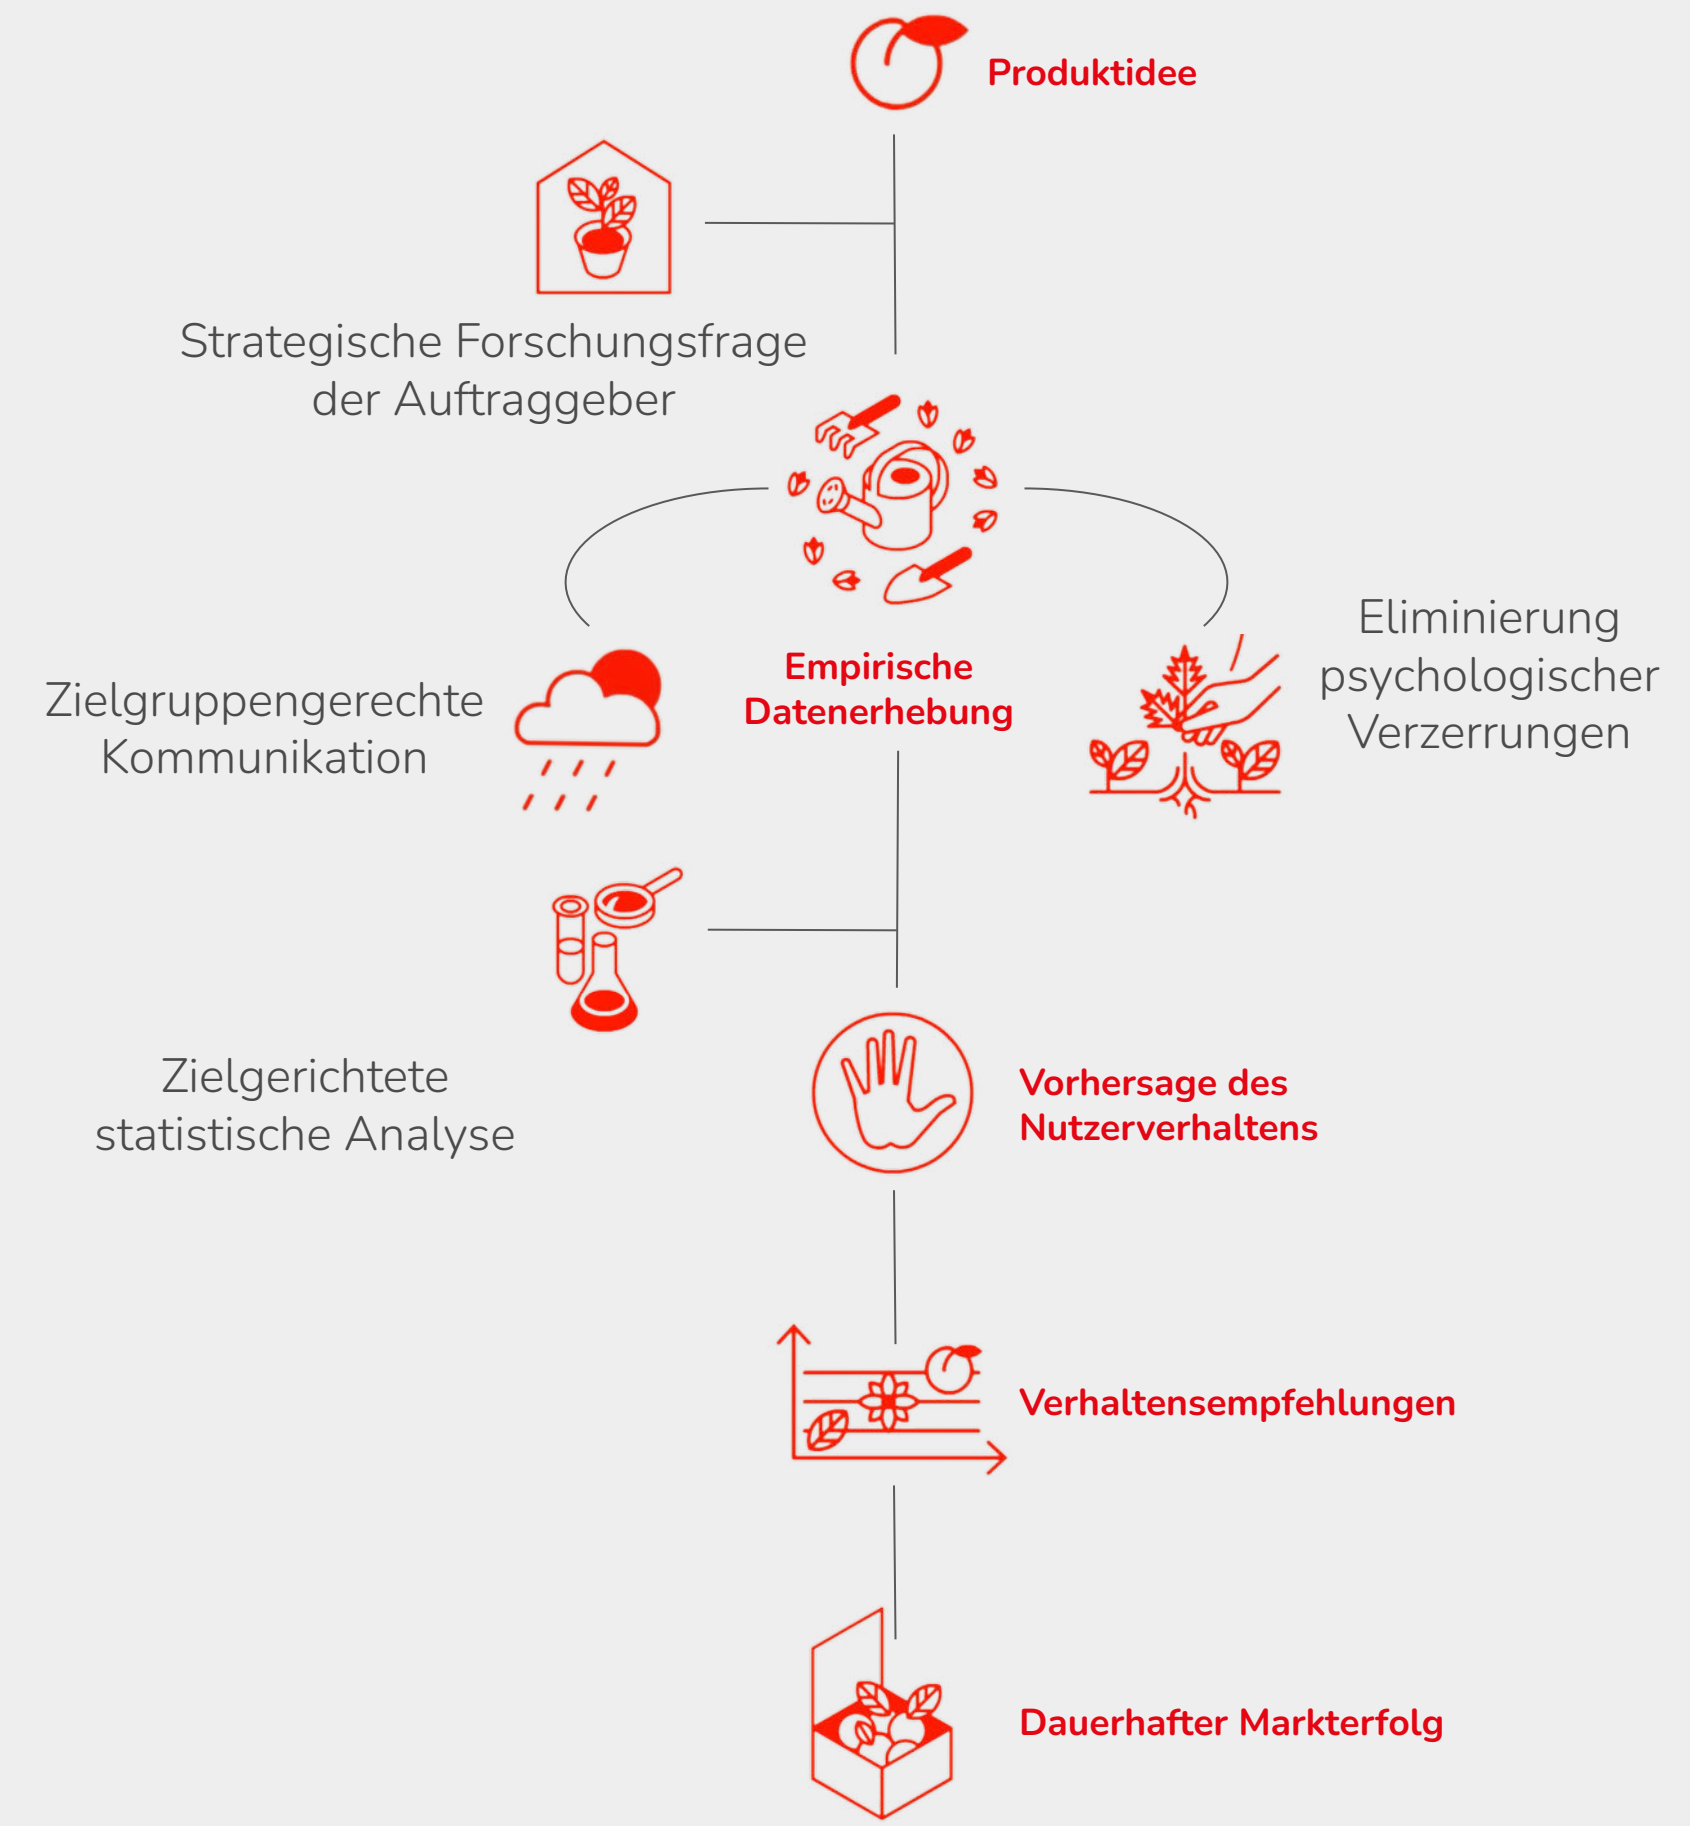 Produktidee
Strategische Forschungsfrage
der Auftraggeber
Zielgruppengerechte
Kommunikation
Empirische
Datenerhebung
Eliminierung
psychologischer
Verzerrungen
Zielgerichtete
statistische Analyse
Vorhersage des
Nutzerverhaltens
Verhaltensempfehlungen
Dauerhafter Markterfolg